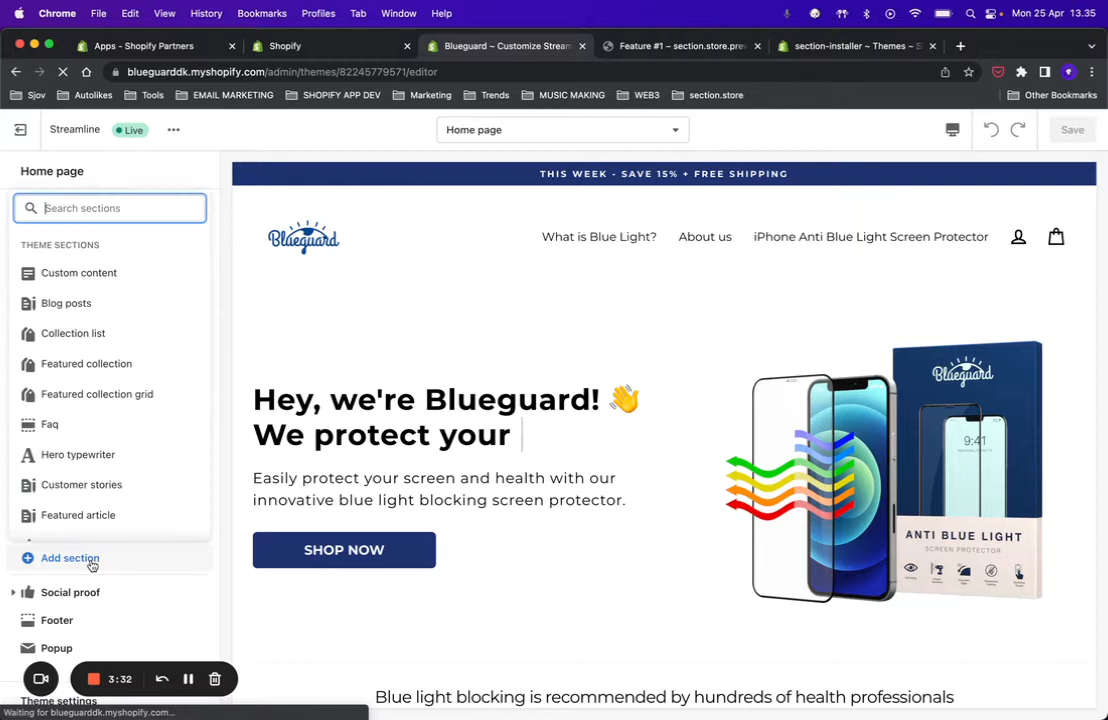 Chrome File Edit View History Bookmarks Profiles Tab Window Help Mon 25 Apr 13.35
Apps - Shopify Partners Shopify Blueguard ~ Customize Stream Feature #1 – section.store.prev section-installer ~ Themes ~ S
blueguarddk.myshopify.com/admin/themes/82245779571/editor
Sjov Autolikes Tools EMAIL MARKETING SHOPIFY APP DEV Marketing Trends MUSIC MAKING WEB3 section.store Other Bookmarks
Streamline Live ••• Home page Save
Home page
Search sections
THEME SECTIONS
Custom content
Blog posts
Collection list
Featured collection
Featured collection grid
Faq
Hero typewriter
Customer stories
Featured article
Add section
Social proof
Footer
Popup
3:32
Theme settings
Waiting for blueguarddk.myshopify.com...
THIS WEEK - SAVE 15% + FREE SHIPPING
Blueguard What is Blue Light? About us iPhone Anti Blue Light Screen Protector
Hey, we're Blueguard! 👋
We protect your
Easily protect your screen and health with our
innovative blue light blocking screen protector.
SHOP NOW
Blueguard
9:41
ANTI BLUE LIGHT
SCREEN PROTECTOR
Blue light blocking is recommended by hundreds of health professionals